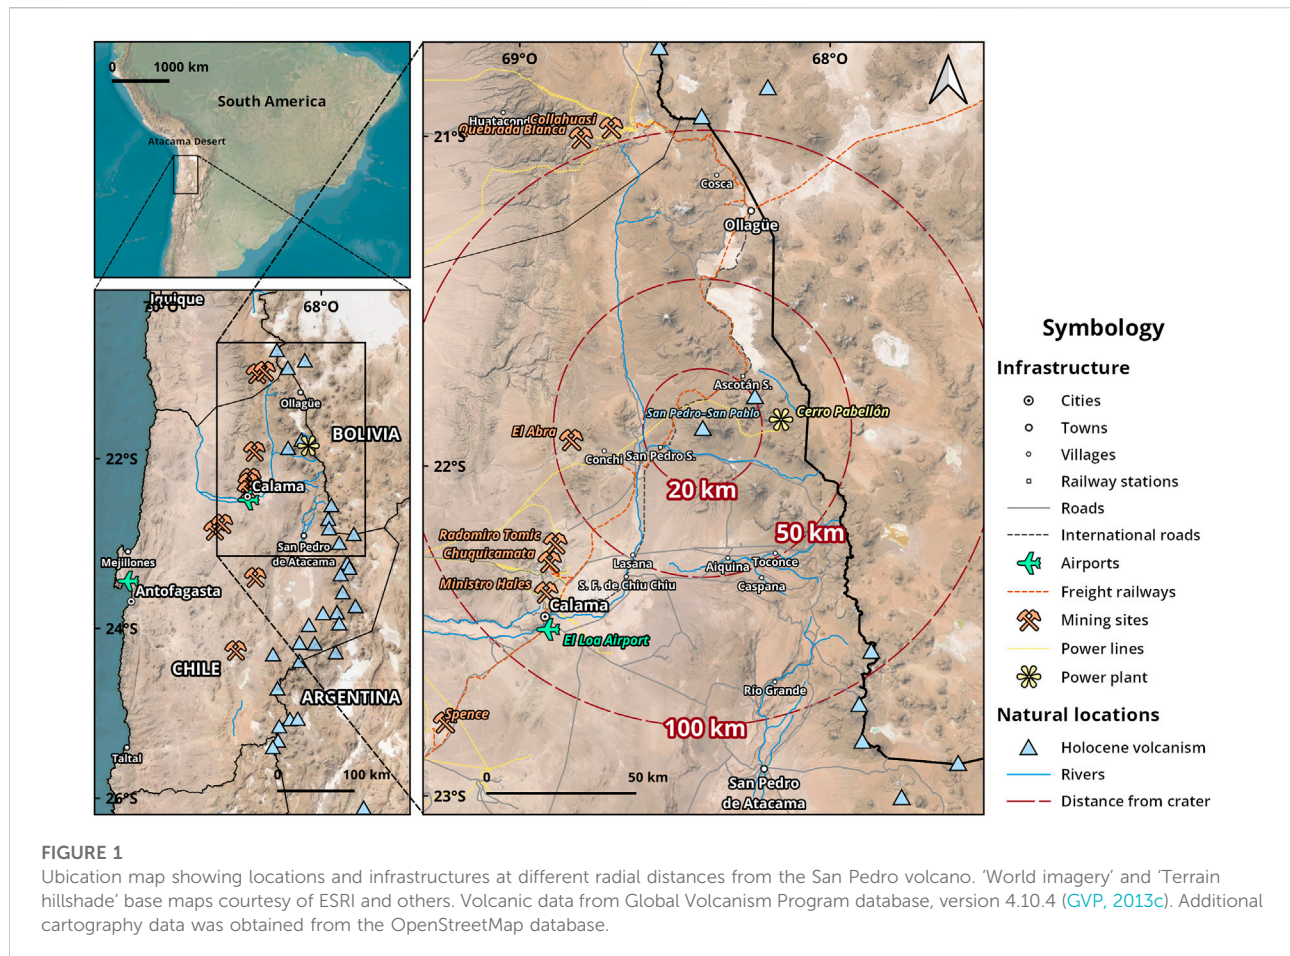 0
1000 km
South America
Atacama Desert
Iquique
70°O
68°O
Ollagüe
BOLIVIA
22°S
Calama
San Pedro
de Atacama
Mejillones
Antofagasta
24°S
CHILE
ARGENTINA
Taltal
0
100 km
26°S
69°O
68°O
Collahuasi
Quebrada Blanca
21°S
Cosca
Ollagüe
Ascotán S.
San Pedro–San Pablo
Cerro Pabellón
El Abra
Conchi
San Pedro S.
22°S
20 km
50 km
Radomiro Tomic
Chuquicamata
Lasana
Aiquina
Toconce
Ministro Hales
S. F. de Chiu Chiu
Caspana
Calama
El Loa Airport
Río Grande
Spence
100 km
0
50 km
San Pedro
de Atacama
23°S
Symbology
Infrastructure
Cities
Towns
Villages
Railway stations
Roads
International roads
Airports
Freight railways
Mining sites
Power lines
Power plant
Natural locations
Holocene volcanism
Rivers
Distance from crater
FIGURE 1
Ubication map showing locations and infrastructures at different radial distances from the San Pedro volcano. ‘World imagery’ and ‘Terrain
hillshade’ base maps courtesy of ESRI and others. Volcanic data from Global Volcanism Program database, version 4.10.4 (GVP, 2013c). Additional
cartography data was obtained from the OpenStreetMap database.